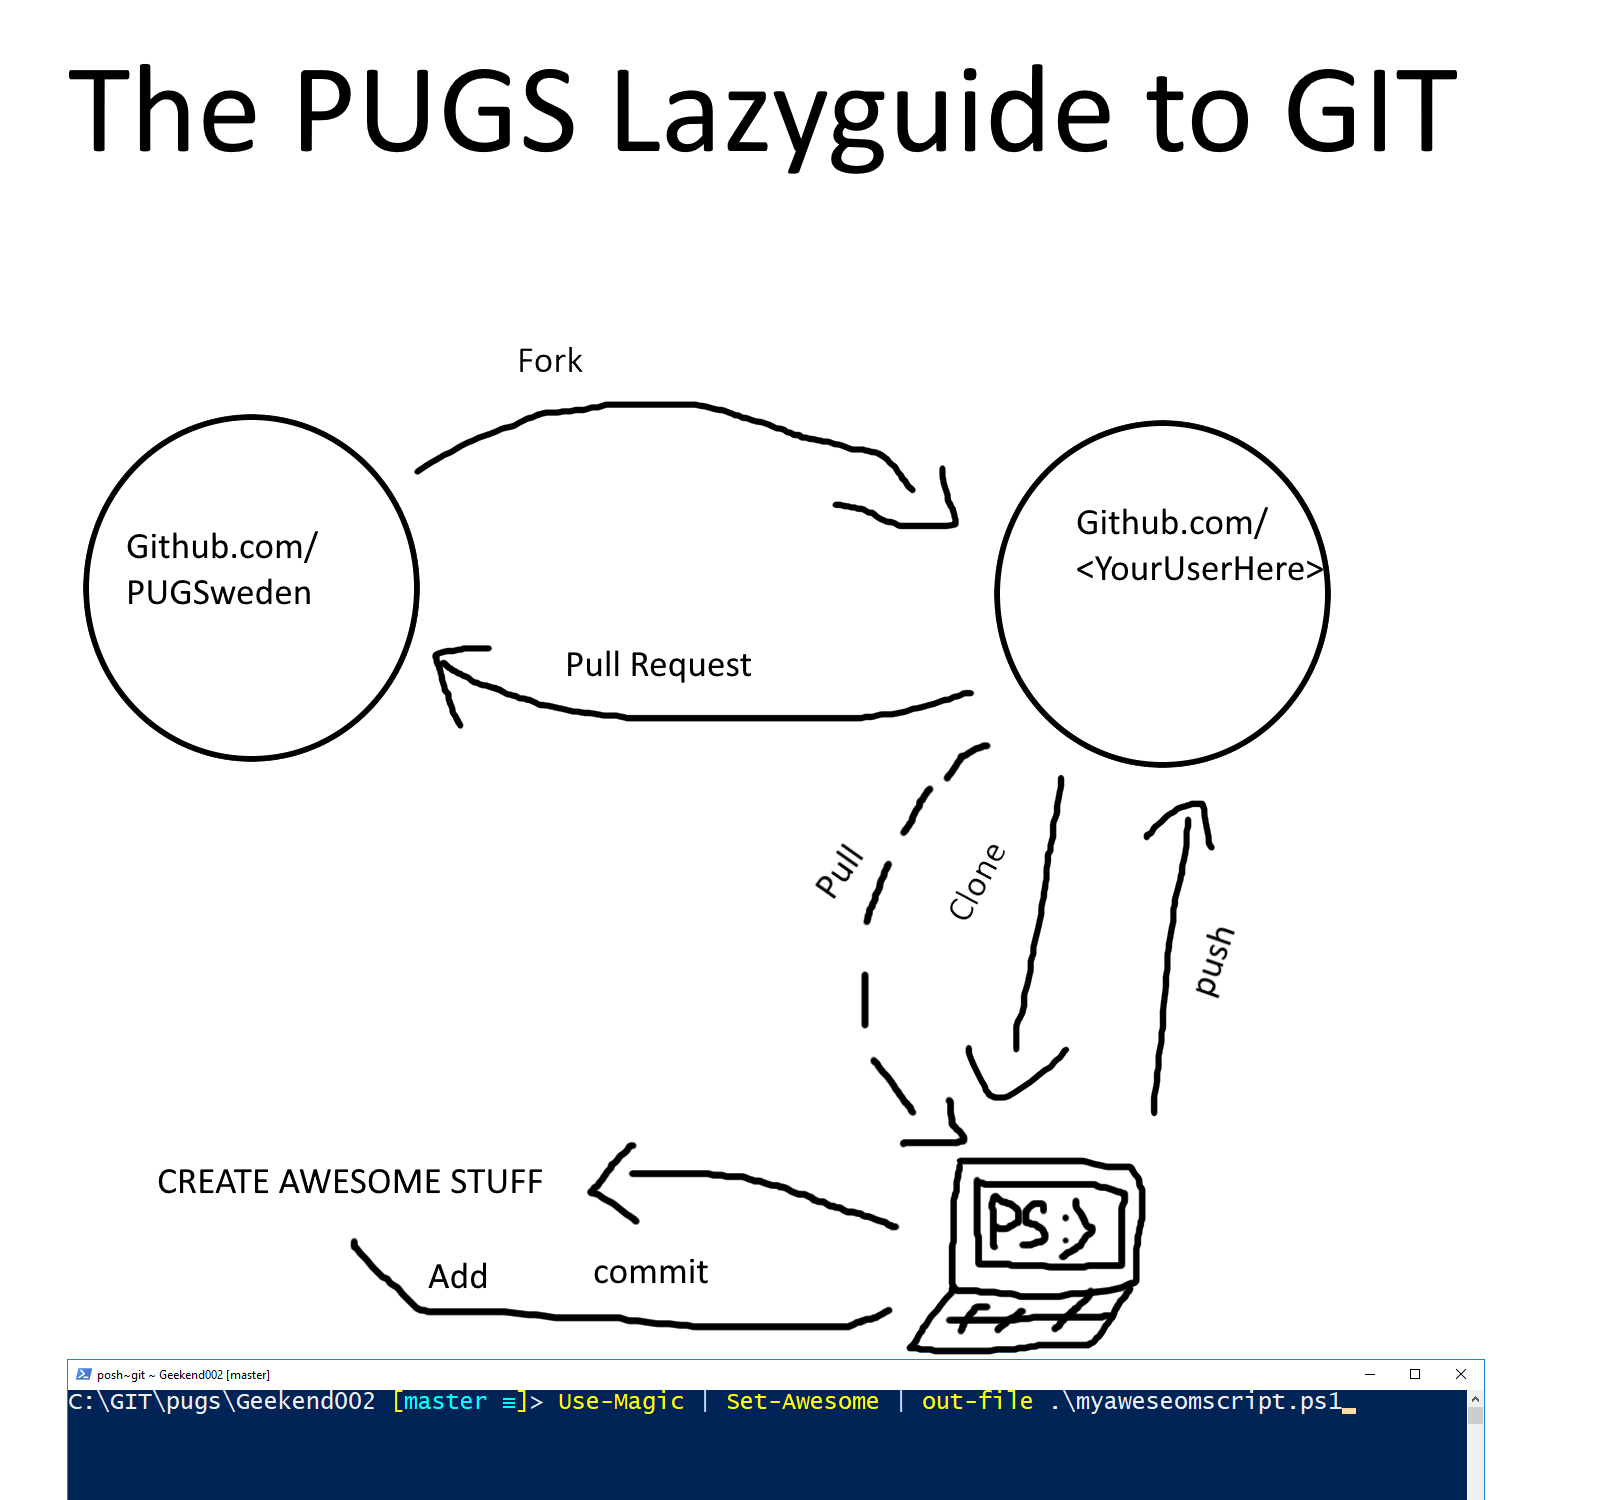 The PUGS Lazyguide to GIT
Fork
Github.com/
PUGSweden
Github.com/
<YourUserHere>
Pull Request
Pull
Clone
push
CREATE AWESOME STUFF
PS:>
Add
commit
posh~git ~ Geekend002 [master]
C:\GIT\pugs\Geekend002 [master ≡]> Use-Magic | Set-Awesome | out-file .\myaweseomscript.ps1